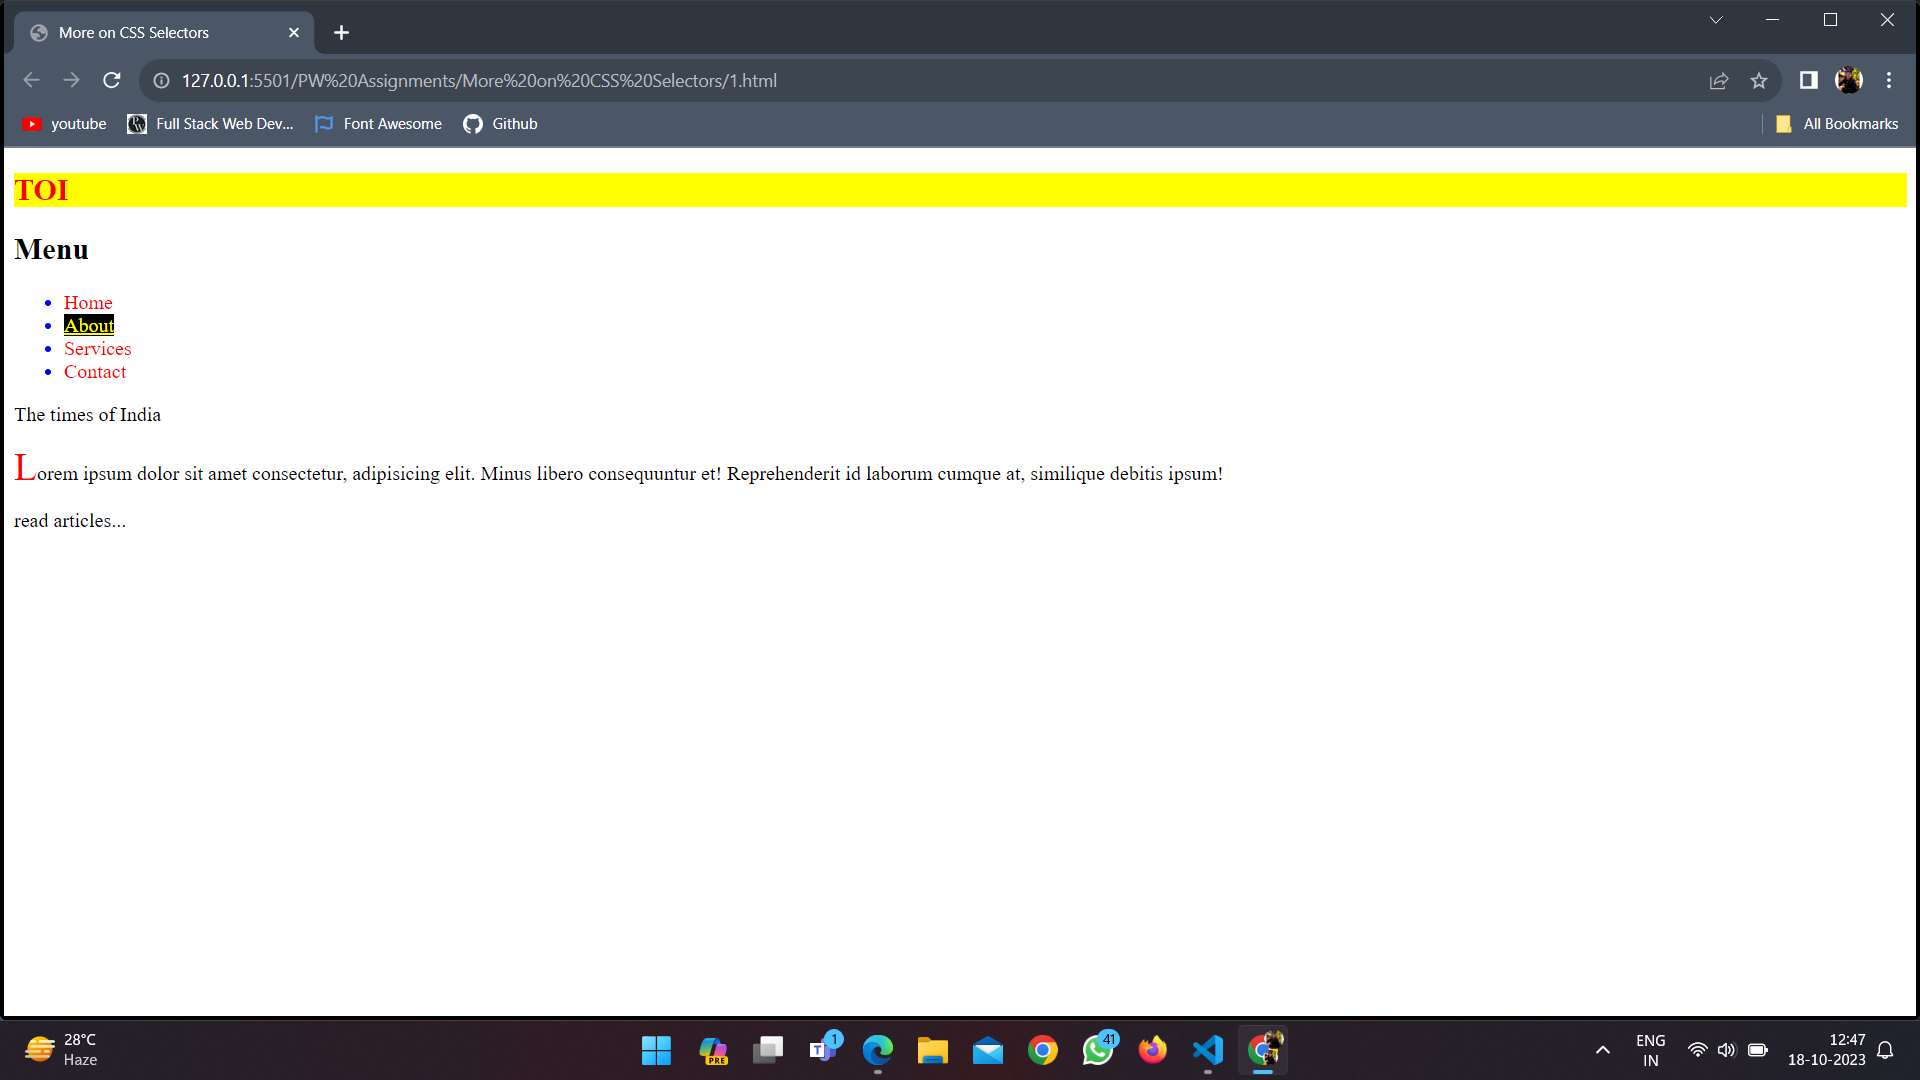 More on CSS Selectors
127.0.0.1:5501/PW%20Assignments/More%20on%20CSS%20Selectors/1.html
youtube
Full Stack Web Dev...
Font Awesome
Github
All Bookmarks
TOI
Menu
Home
About
Services
Contact
The times of India
Lorem ipsum dolor sit amet consectetur, adipisicing elit. Minus libero consequuntur et! Reprehenderit id laborum cumque at, similique debitis ipsum!
read articles...
28°C
Haze
PRE
T
1
41
ENG
IN
12:47
18-10-2023